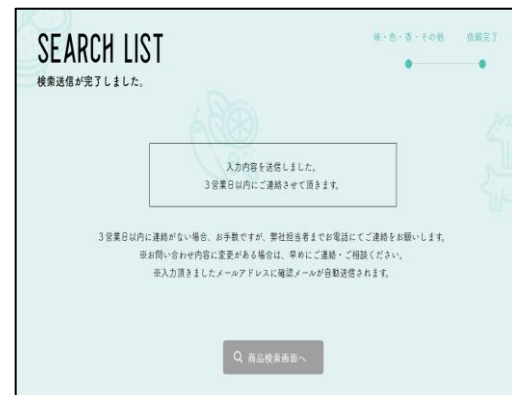 SEARCH LIST
検索送信が完了しました。
味・色・香・その他 依頼完了
入力内容を送信しました。
3営業日以内にご連絡させて頂きます。
3営業日以内に連絡がない場合、お手数ですが、弊社担当者までお電話にてご連絡をお願いします。
※お問い合わせ内容に変更がある場合は、早めにご連絡・ご相談ください。
※入力頂きましたメールアドレスに確認メールが自動送信されます。
商品検索画面へ